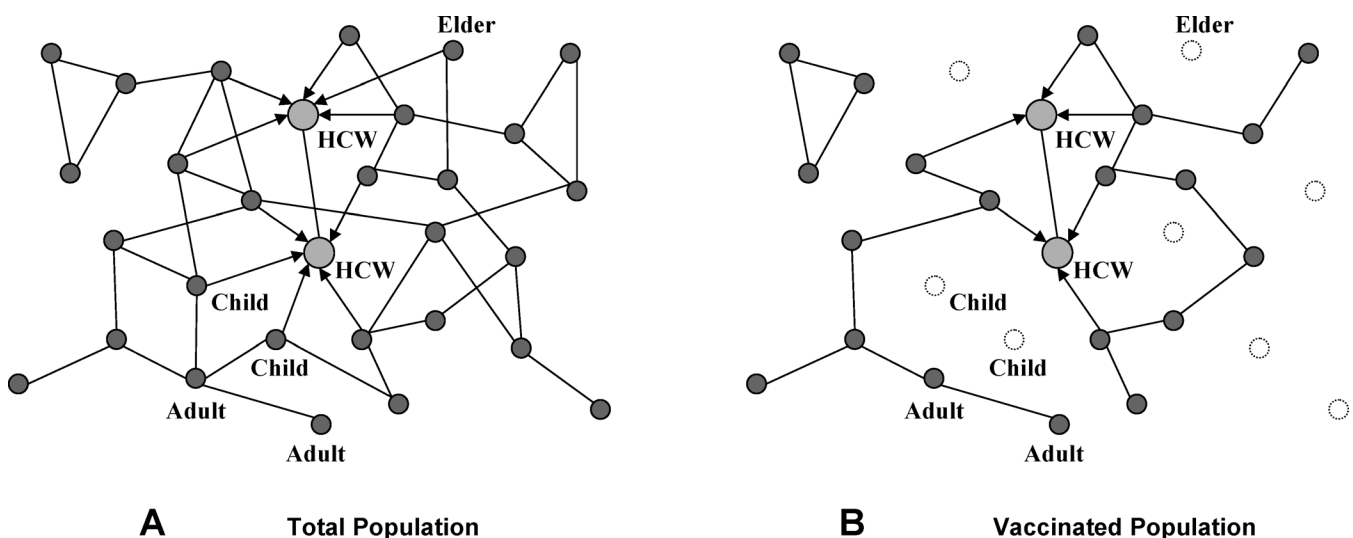 Elder
HCW
HCW
Child
Child
Adult
Adult
A Total Population
Elder
HCW
HCW
Child
Child
Adult
Adult
B Vaccinated Population